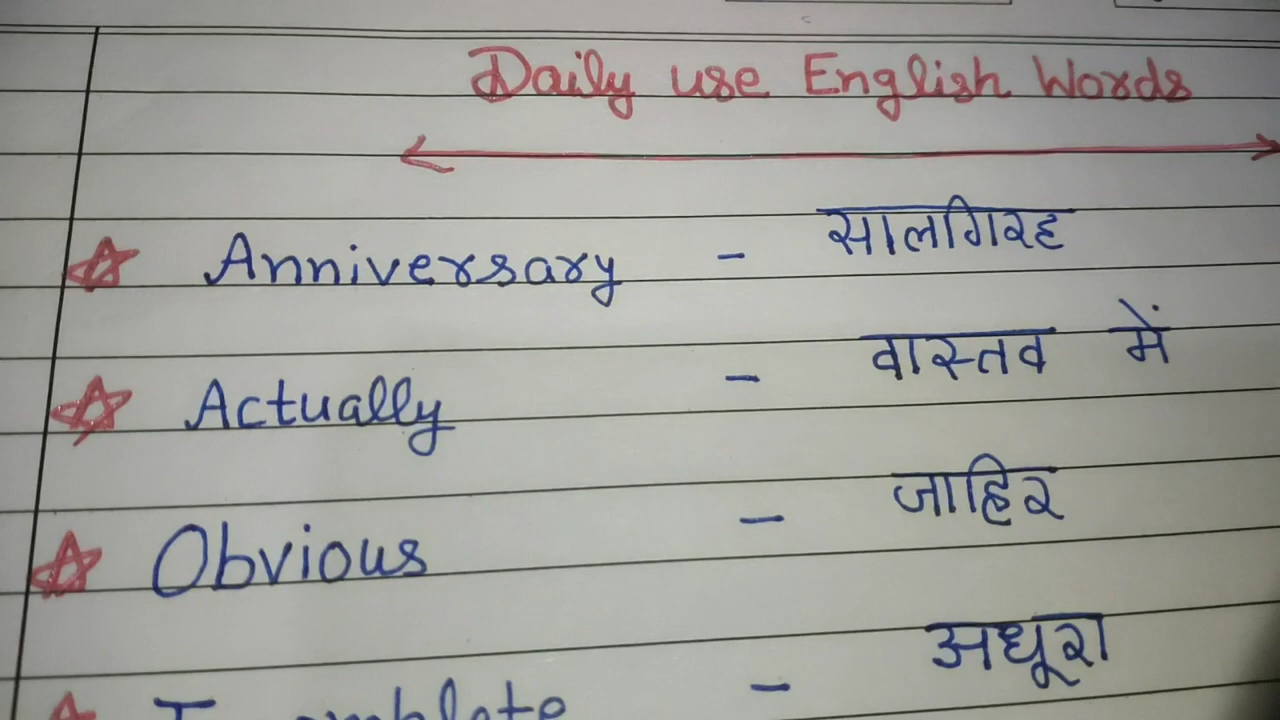 Daily use English Words
Anniversary - सालगिरह
Actually - वास्तव में
Obvious - जाहिर
- अधूरा